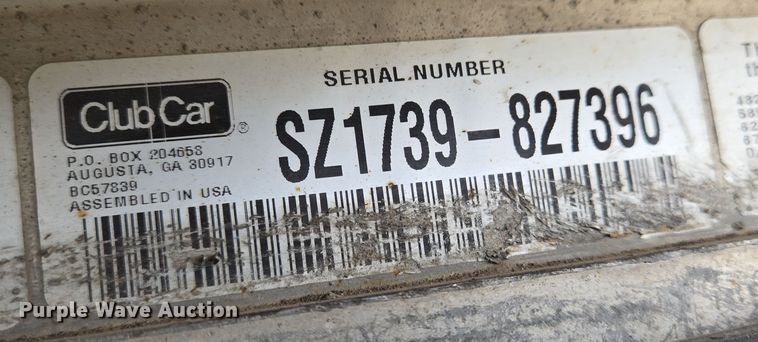 Club Car
®
P.O. BOX 204658
AUGUSTA, GA 30917
BC57839
ASSEMBLED IN USA
SERIAL NUMBER
SZ1739-827396
Purple Wave Auction